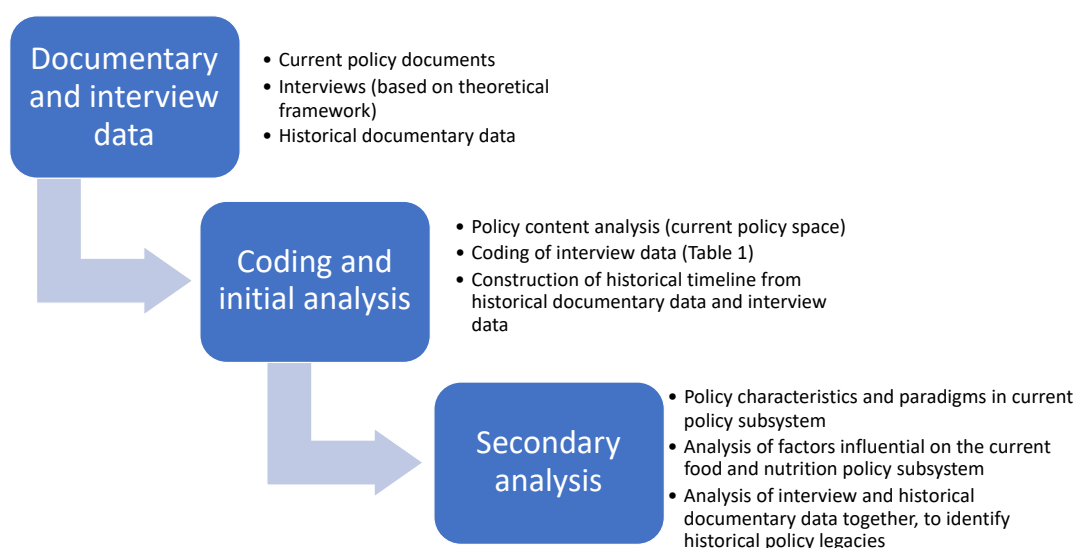 Documentary
and interview
data
• Current policy documents
• Interviews (based on theoretical
framework)
• Historical documentary data
Coding and
initial analysis
• Policy content analysis (current policy space)
• Coding of interview data (Table 1)
• Construction of historical timeline from
historical documentary data and interview
data
Secondary
analysis
• Policy characteristics and paradigms in current
policy subsystem
• Analysis of factors influential on the current
food and nutrition policy subsystem
• Analysis of interview and historical
documentary data together, to identify
historical policy legacies